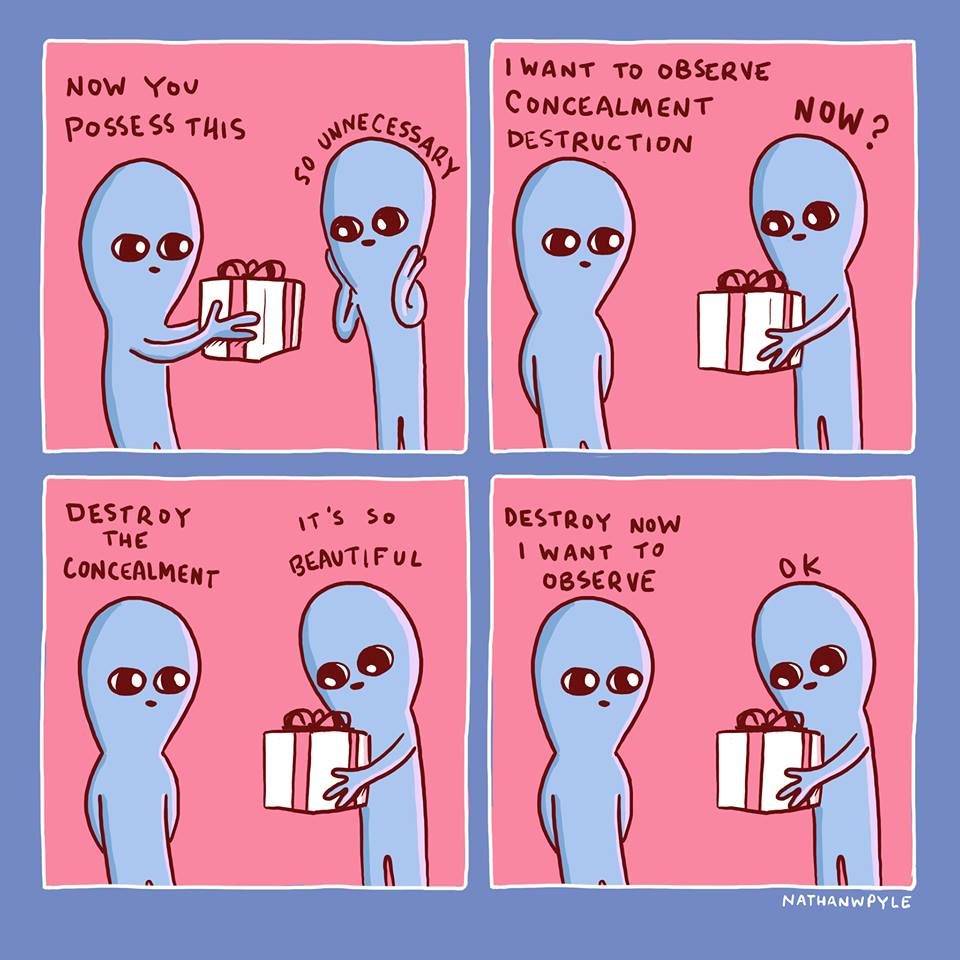 NOW YOU
POSSESS THIS
SO UNNECESSARY
I WANT TO OBSERVE
CONCEALMENT
DESTRUCTION
NOW?
DESTROY
THE
CONCEALMENT
IT'S SO
BEAUTIFUL
DESTROY NOW
I WANT TO
OBSERVE
OK
NATHANWPYLE